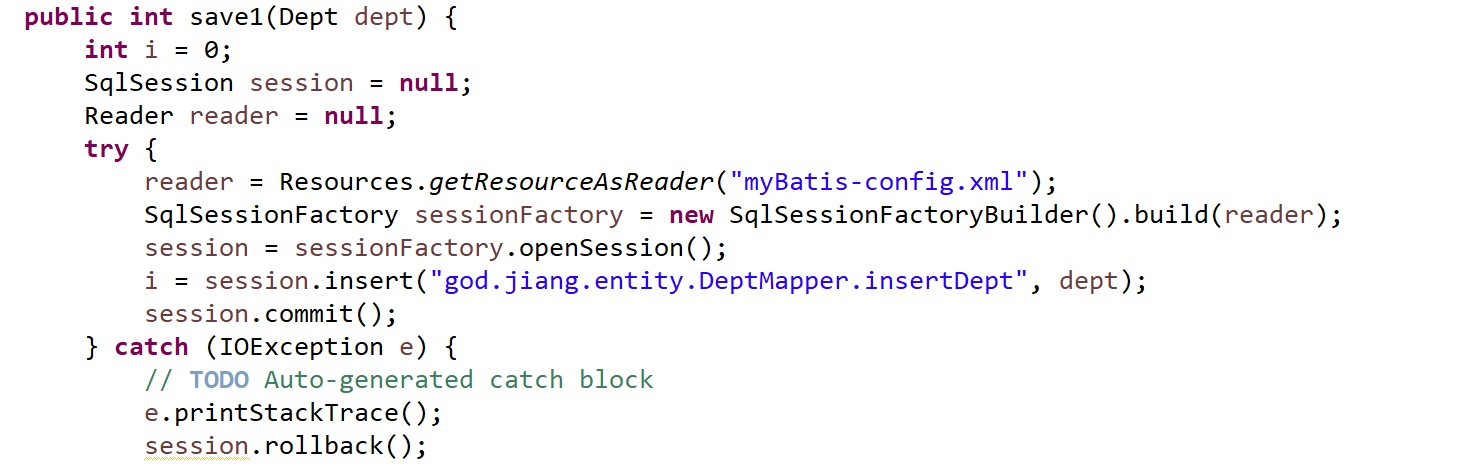 public int save1(Dept dept) {
    int i = 0;
    SqlSession session = null;
    Reader reader = null;
    try {
        reader = Resources.getResourceAsReader("myBatis-config.xml");
        SqlSessionFactory sessionFactory = new SqlSessionFactoryBuilder().build(reader);
        session = sessionFactory.openSession();
        i = session.insert("god.jiang.entity.DeptMapper.insertDept", dept);
        session.commit();
    } catch (IOException e) {
        // TODO Auto-generated catch block
        e.printStackTrace();
        session.rollback();